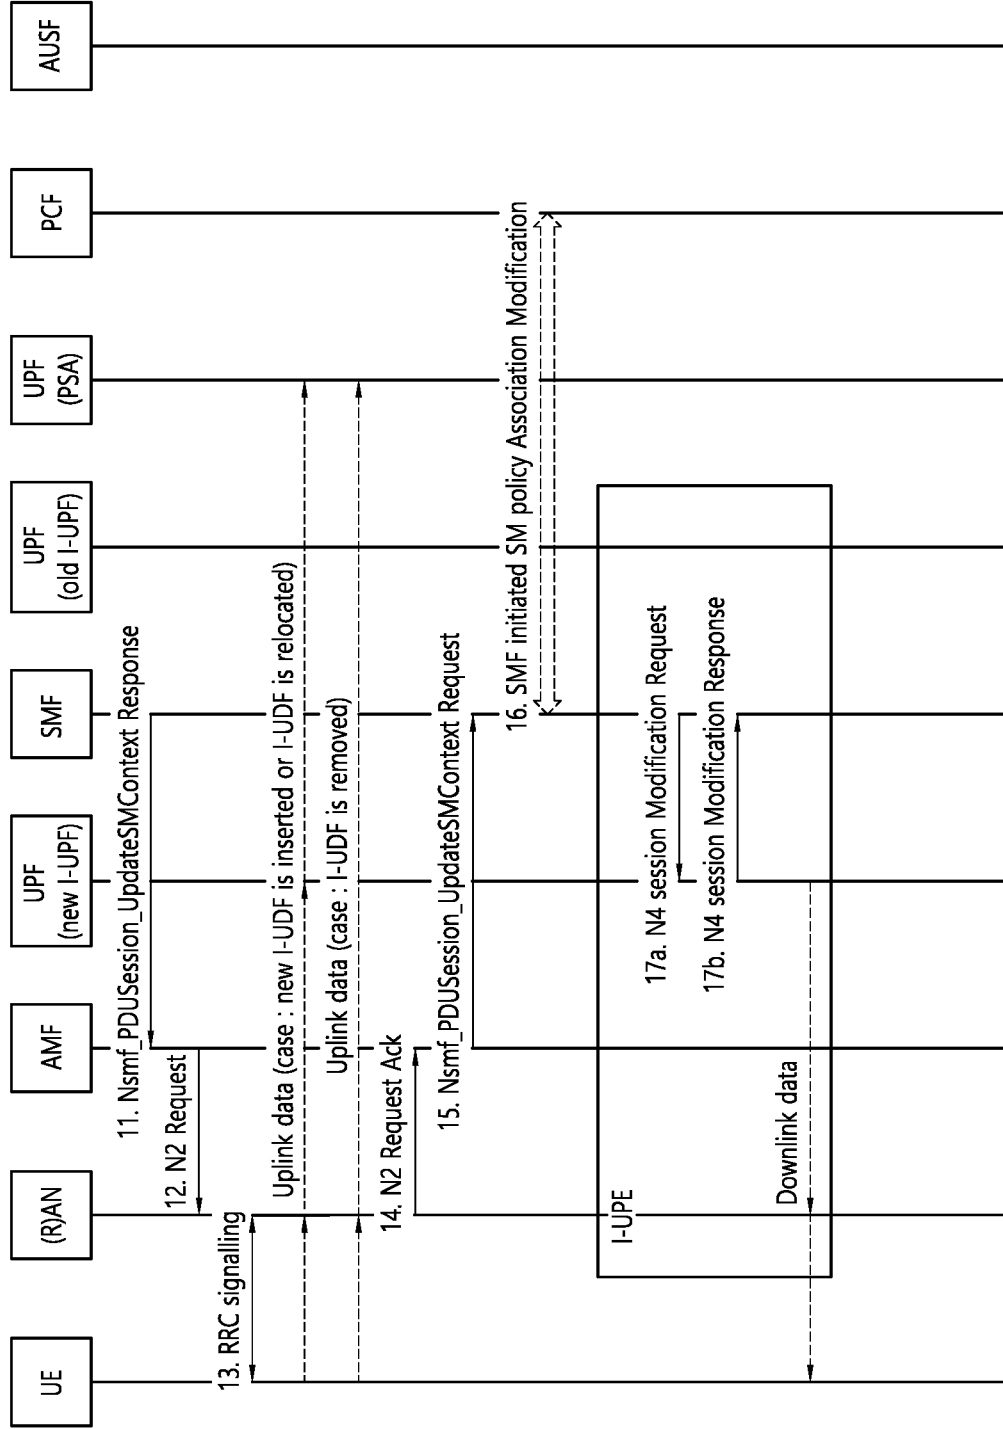 UE
(R)AN
AMF
UPF
(new I-UPF)
SMF
UPF
(old I-UPF)
UPF
(PSA)
PCF
AUSF
11. Nsmf_PDUSession_UpdateSMContext Response
12. N2 Request
13. RRC signalling
Uplink data (case : new I-UDF is inserted or I-UDF is relocated)
Uplink data (case : I-UDF is removed)
14. N2 Request Ack
15. Nsmf_PDUSession_UpdateSMContext Request
16. SMF initiated SM policy Association Modification
I-UPE
17a. N4 session Modification Request
17b. N4 session Modification Response
Downlink data